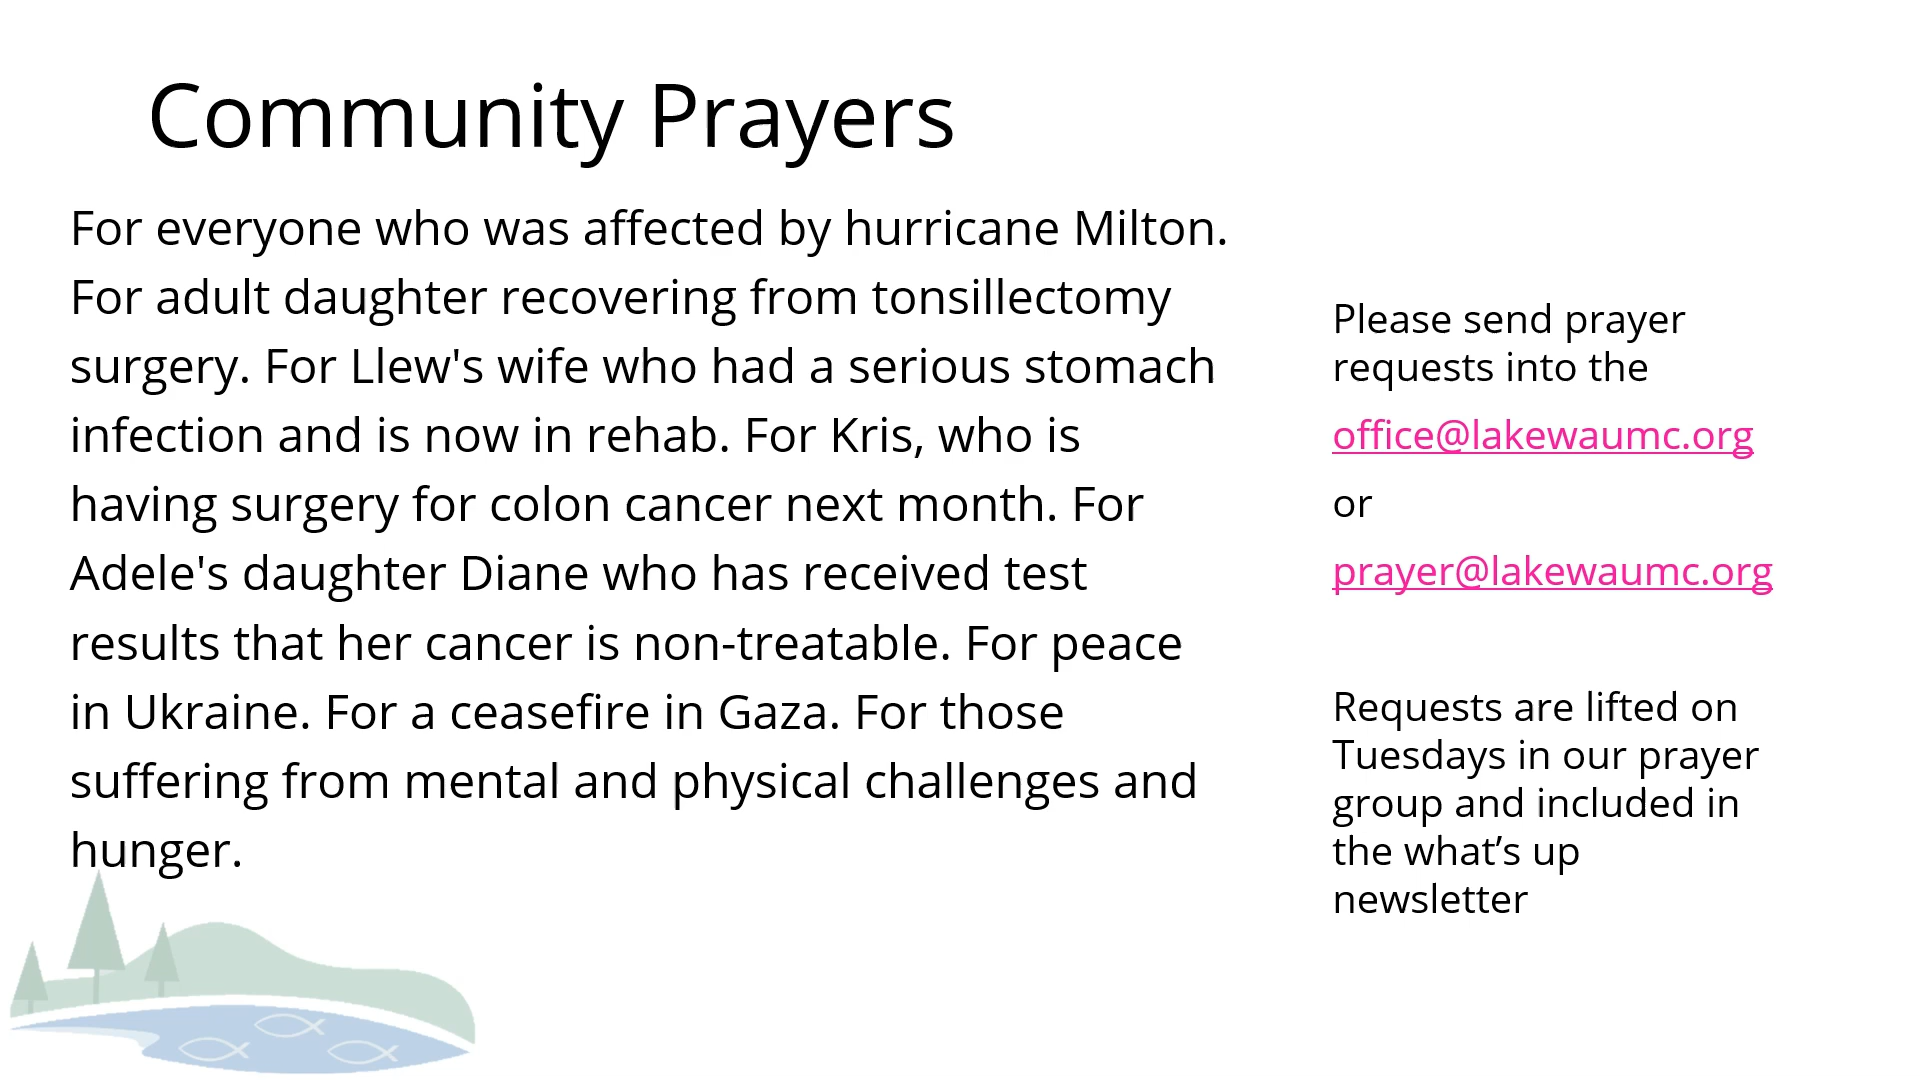 Community Prayers
For everyone who was affected by hurricane Milton.
For adult daughter recovering from tonsillectomy
surgery. For Llew's wife who had a serious stomach
infection and is now in rehab. For Kris, who is
having surgery for colon cancer next month. For
Adele's daughter Diane who has received test
results that her cancer is non-treatable. For peace
in Ukraine. For a ceasefire in Gaza. For those
suffering from mental and physical challenges and
hunger.
Please send prayer
requests into the
office@lakewaumc.org
or
prayer@lakewaumc.org
Requests are lifted on
Tuesdays in our prayer
group and included in
the what’s up
newsletter